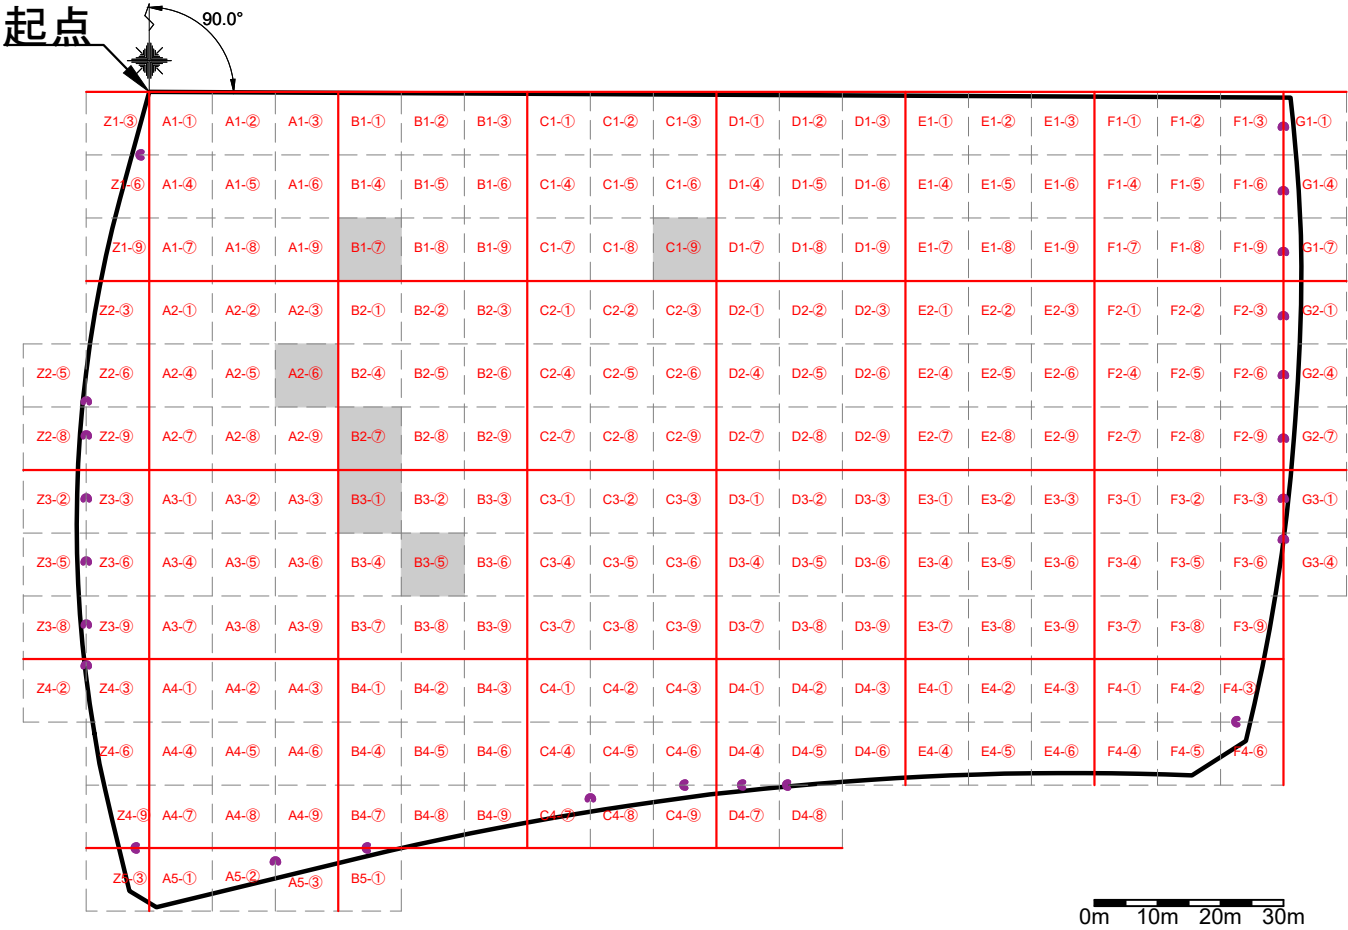 起点
90.0°
Z1-③ A1-① A1-② A1-③ B1-① B1-② B1-③ C1-① C1-② C1-③ D1-① D1-② D1-③ E1-① E1-② E1-③ F1-① F1-② F1-③ G1-①
Z1-⑥ A1-④ A1-⑤ A1-⑥ B1-④ B1-⑤ B1-⑥ C1-④ C1-⑤ C1-⑥ D1-④ D1-⑤ D1-⑥ E1-④ E1-⑤ E1-⑥ F1-④ F1-⑤ F1-⑥ G1-④
Z1-⑨ A1-⑦ A1-⑧ A1-⑨ B1-⑦ B1-⑧ B1-⑨ C1-⑦ C1-⑧ C1-⑨ D1-⑦ D1-⑧ D1-⑨ E1-⑦ E1-⑧ E1-⑨ F1-⑦ F1-⑧ F1-⑨ G1-⑦
Z2-③ A2-① A2-② A2-③ B2-① B2-② B2-③ C2-① C2-② C2-③ D2-① D2-② D2-③ E2-① E2-② E2-③ F2-① F2-② F2-③ G2-①
Z2-⑤ Z2-⑥ A2-④ A2-⑤ A2-⑥ B2-④ B2-⑤ B2-⑥ C2-④ C2-⑤ C2-⑥ D2-④ D2-⑤ D2-⑥ E2-④ E2-⑤ E2-⑥ F2-④ F2-⑤ F2-⑥ G2-④
Z2-⑧ Z2-⑨ A2-⑦ A2-⑧ A2-⑨ B2-⑦ B2-⑧ B2-⑨ C2-⑦ C2-⑧ C2-⑨ D2-⑦ D2-⑧ D2-⑨ E2-⑦ E2-⑧ E2-⑨ F2-⑦ F2-⑧ F2-⑨ G2-⑦
Z3-② Z3-③ A3-① A3-② A3-③ B3-① B3-② B3-③ C3-① C3-② C3-③ D3-① D3-② D3-③ E3-① E3-② E3-③ F3-① F3-② F3-③ G3-①
Z3-⑤ Z3-⑥ A3-④ A3-⑤ A3-⑥ B3-④ B3-⑤ B3-⑥ C3-④ C3-⑤ C3-⑥ D3-④ D3-⑤ D3-⑥ E3-④ E3-⑤ E3-⑥ F3-④ F3-⑤ F3-⑥ G3-④
Z3-⑧ Z3-⑨ A3-⑦ A3-⑧ A3-⑨ B3-⑦ B3-⑧ B3-⑨ C3-⑦ C3-⑧ C3-⑨ D3-⑦ D3-⑧ D3-⑨ E3-⑦ E3-⑧ E3-⑨ F3-⑦ F3-⑧ F3-⑨
Z4-② Z4-③ A4-① A4-② A4-③ B4-① B4-② B4-③ C4-① C4-② C4-③ D4-① D4-② D4-③ E4-① E4-② E4-③ F4-① F4-② F4-③
Z4-⑥ A4-④ A4-⑤ A4-⑥ B4-④ B4-⑤ B4-⑥ C4-④ C4-⑤ C4-⑥ D4-④ D4-⑤ D4-⑥ E4-④ E4-⑤ E4-⑥ F4-④ F4-⑤ F4-⑥
Z4-⑨ A4-⑦ A4-⑧ A4-⑨ B4-⑦ B4-⑧ B4-⑨ C4-⑦ C4-⑧ C4-⑨ D4-⑦ D4-⑧
Z5-③ A5-① A5-② A5-③ B5-①
0m 10m 20m 30m